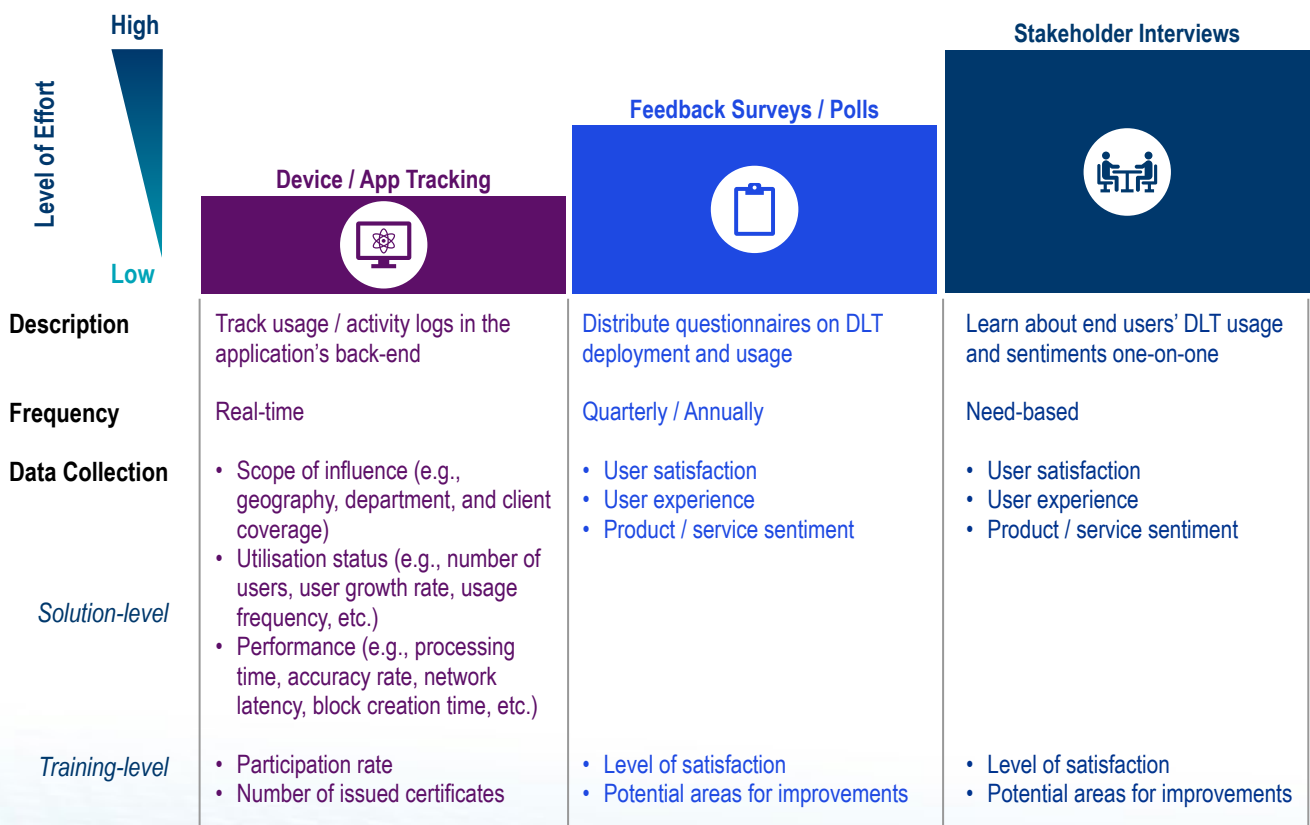 High
Level of Effort
Low
Stakeholder Interviews
Feedback Surveys / Polls
Device / App Tracking
Description
Track usage / activity logs in the
application's back-end
Distribute questionnaires on DLT
deployment and usage
Learn about end users' DLT usage
and sentiments one-on-one
Frequency
Real-time
Quarterly / Annually
Need-based
Data Collection
Solution-level
• Scope of influence (e.g.,
geography, department, and client
coverage)
• Utilisation status (e.g., number of
users, user growth rate, usage
frequency, etc.)
• Performance (e.g., processing
time, accuracy rate, network
latency, block creation time, etc.)
• User satisfaction
• User experience
• Product / service sentiment
• User satisfaction
• User experience
• Product / service sentiment
Training-level
• Participation rate
• Number of issued certificates
• Level of satisfaction
• Potential areas for improvements
• Level of satisfaction
• Potential areas for improvements